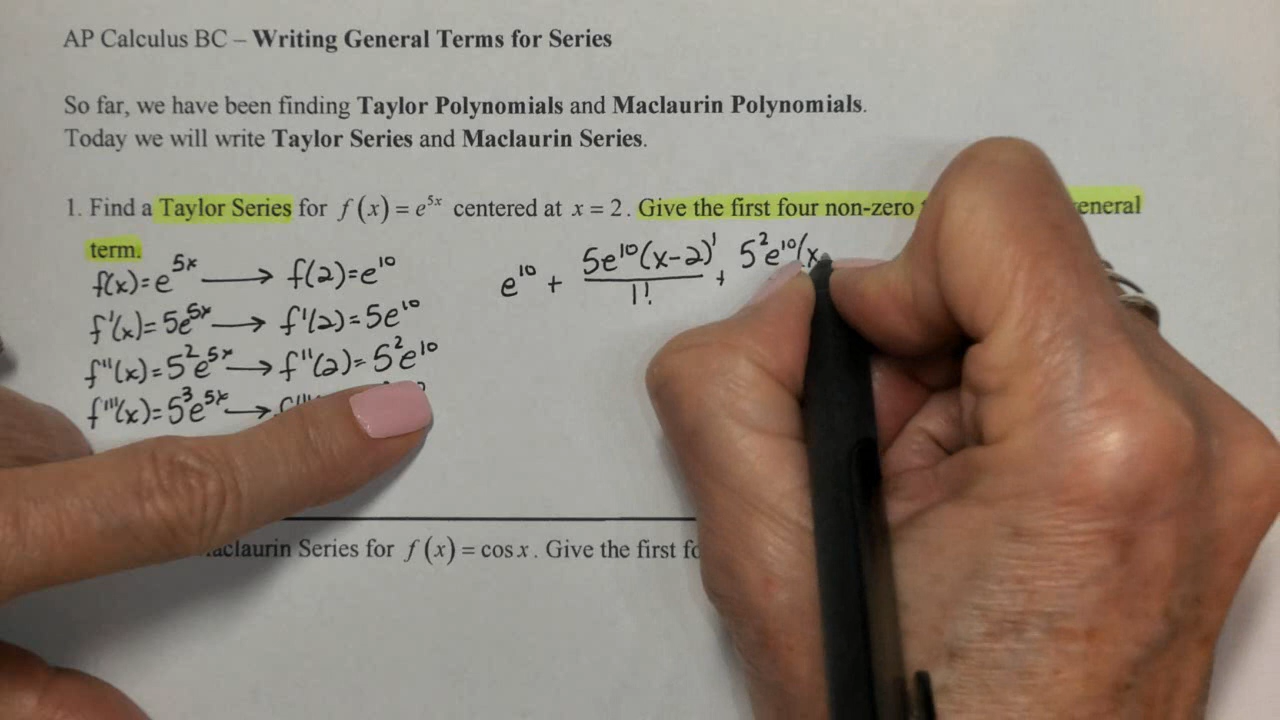 AP Calculus BC – Writing General Terms for Series
So far, we have been finding Taylor Polynomials and Maclaurin Polynomials.
Today we will write Taylor Series and Maclaurin Series.
1. Find a Taylor Series for f(x) = e^{5x} centered at x = 2. Give the first four non-zero eneral
term.
f(x)=e^{5x} → f(2)=e^{10}
f'(x)=5e^{5x} → f'(2)=5e^{10}
f''(x)=5^2e^{5x} → f''(2)=5^2e^{10}
f'''(x)=5^3e^{5x} →
e^{10} + \frac{5e^{10}(x-2)^1}{1!} + 5^2e^{10}(x
aclaurin Series for f(x) = cos x. Give the first fo